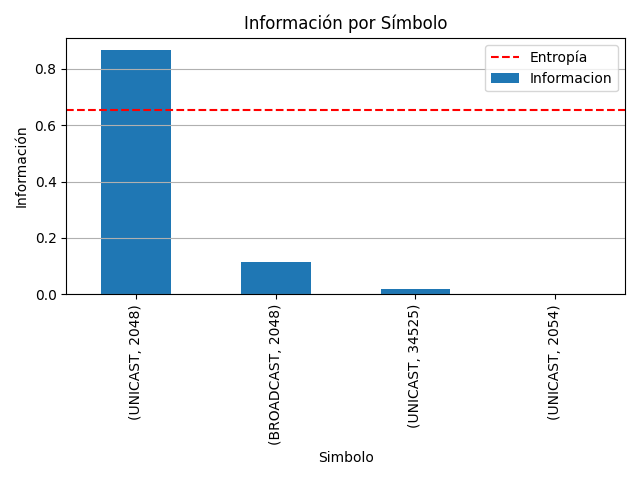 Información por Símbolo
Entropía
Informacion
Información
0.8
0.6
0.4
0.2
0.0
(UNICAST, 2048)
(BROADCAST, 2048)
(UNICAST, 34525)
(UNICAST, 2054)
Simbolo